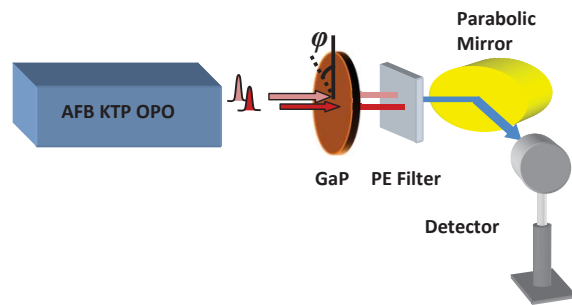 φ
Parabolic
Mirror
AFB KTP OPO
GaP
PE Filter
Detector